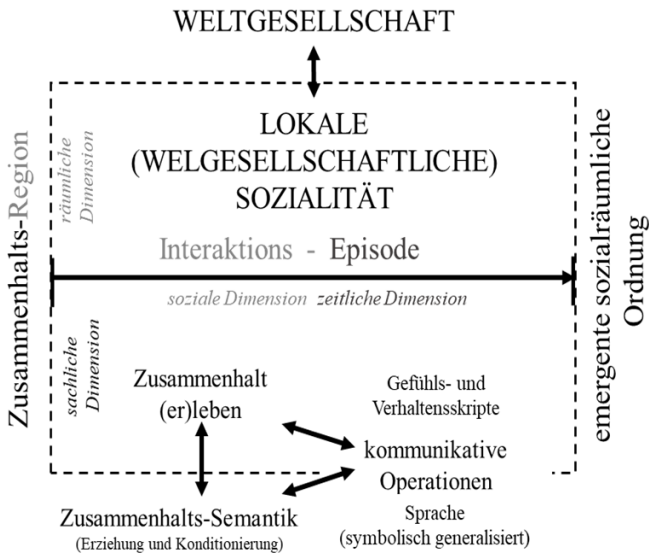 WELTGESELLSCHAFT
Zusammenhalts-Region
räumliche
Dimension
LOKALE
(WELGESELLSCHAFTLICHE)
SOZIALITÄT
Interaktions - Episode
soziale Dimension zeitliche Dimension
emergente sozialräumliche
Ordnung
sachliche
Dimension
Zusammenhalt
(er)leben
Gefühls- und
Verhaltensskripte
kommunikative
Operationen
Zusammenhalts-Semantik
(Erziehung und Konditionierung)
Sprache
(symbolisch generalisiert)